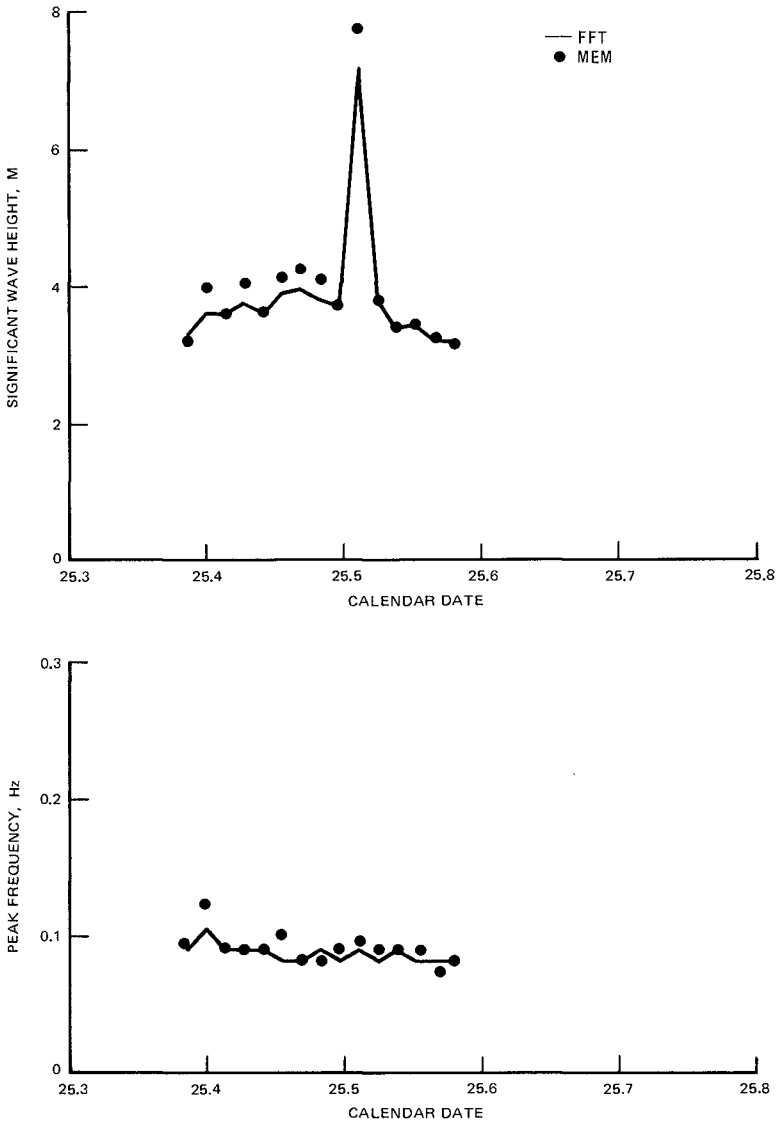 8
6
4
2
0
SIGNIFICANT WAVE HEIGHT, M
FFT
MEM
25.3 25.4 25.5 25.6 25.7 25.8
CALENDAR DATE
0.3
0.2
0.1
0
PEAK FREQUENCY, Hz
25.3 25.4 25.5 25.6 25.7 25.8
CALENDAR DATE